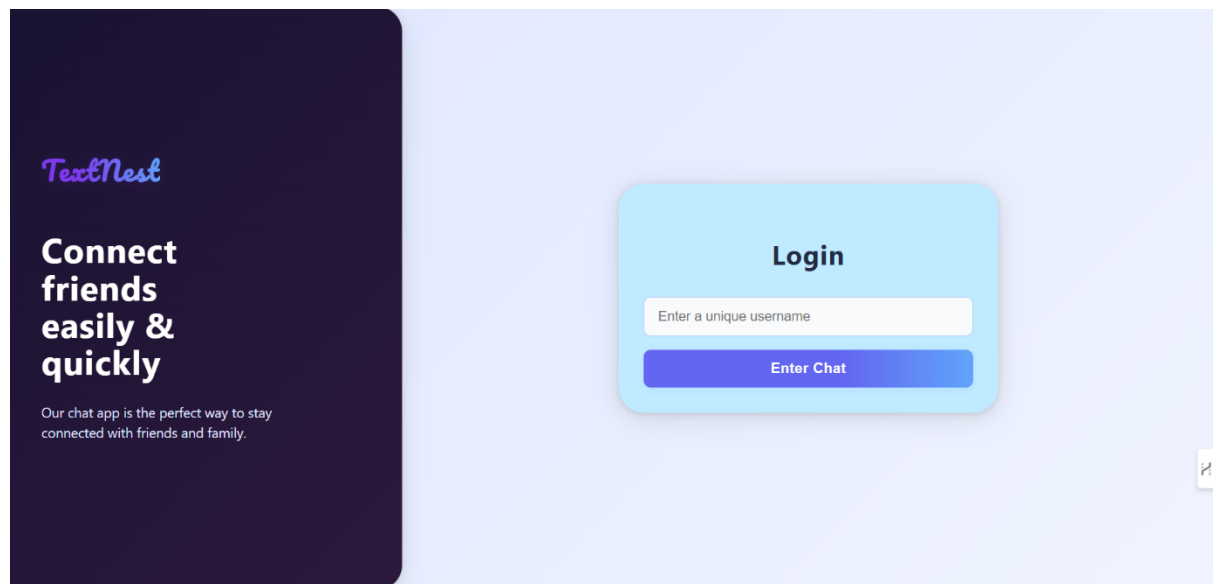 TextNest
Connect
friends
easily &
quickly
Our chat app is the perfect way to stay
connected with friends and family.
Login
Enter a unique username
Enter Chat